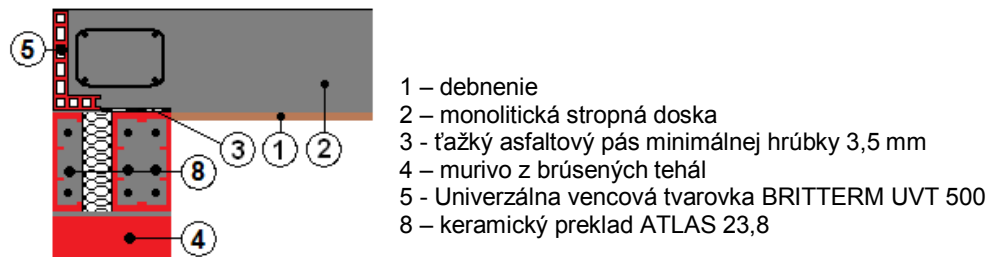 5
3
1
2
8
4
1 – debnenie
2 – monolitická stropná doska
3 - ťažký asfaltový pás minimálnej hrúbky 3,5 mm
4 – murivo z brúsených tehál
5 - Univerzálna vencová tvarovka BRITTERM UVT 500
8 – keramický preklad ATLAS 23,8